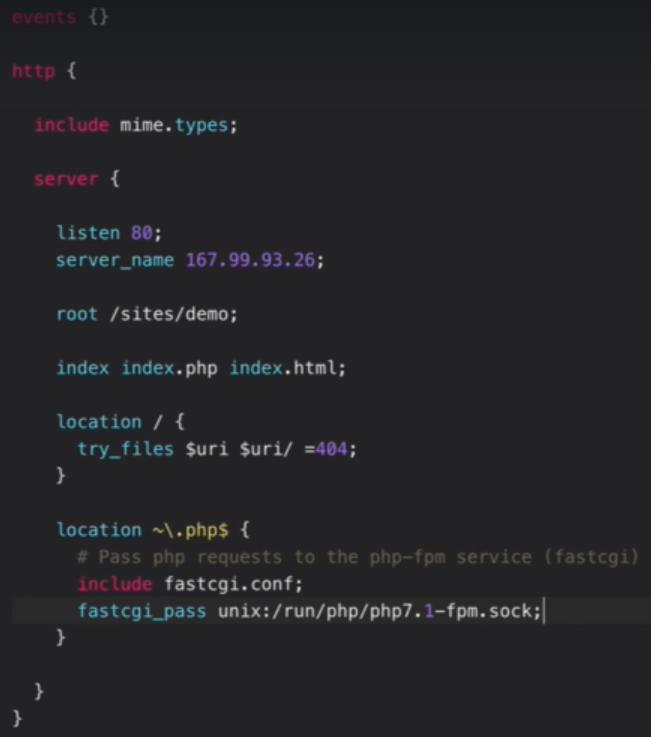 events {}
http {
include mime.types;
server {
listen 80;
server_name 167.99.93.26;
root /sites/demo;
index index.php index.html;
location / {
try_files $uri $uri/ =404;
}
location ~\.php$ {
# Pass php requests to the php-fpm service (fastcgi)
include fastcgi.conf;
fastcgi_pass unix:/run/php/php7.1-fpm.sock;
}
}
}